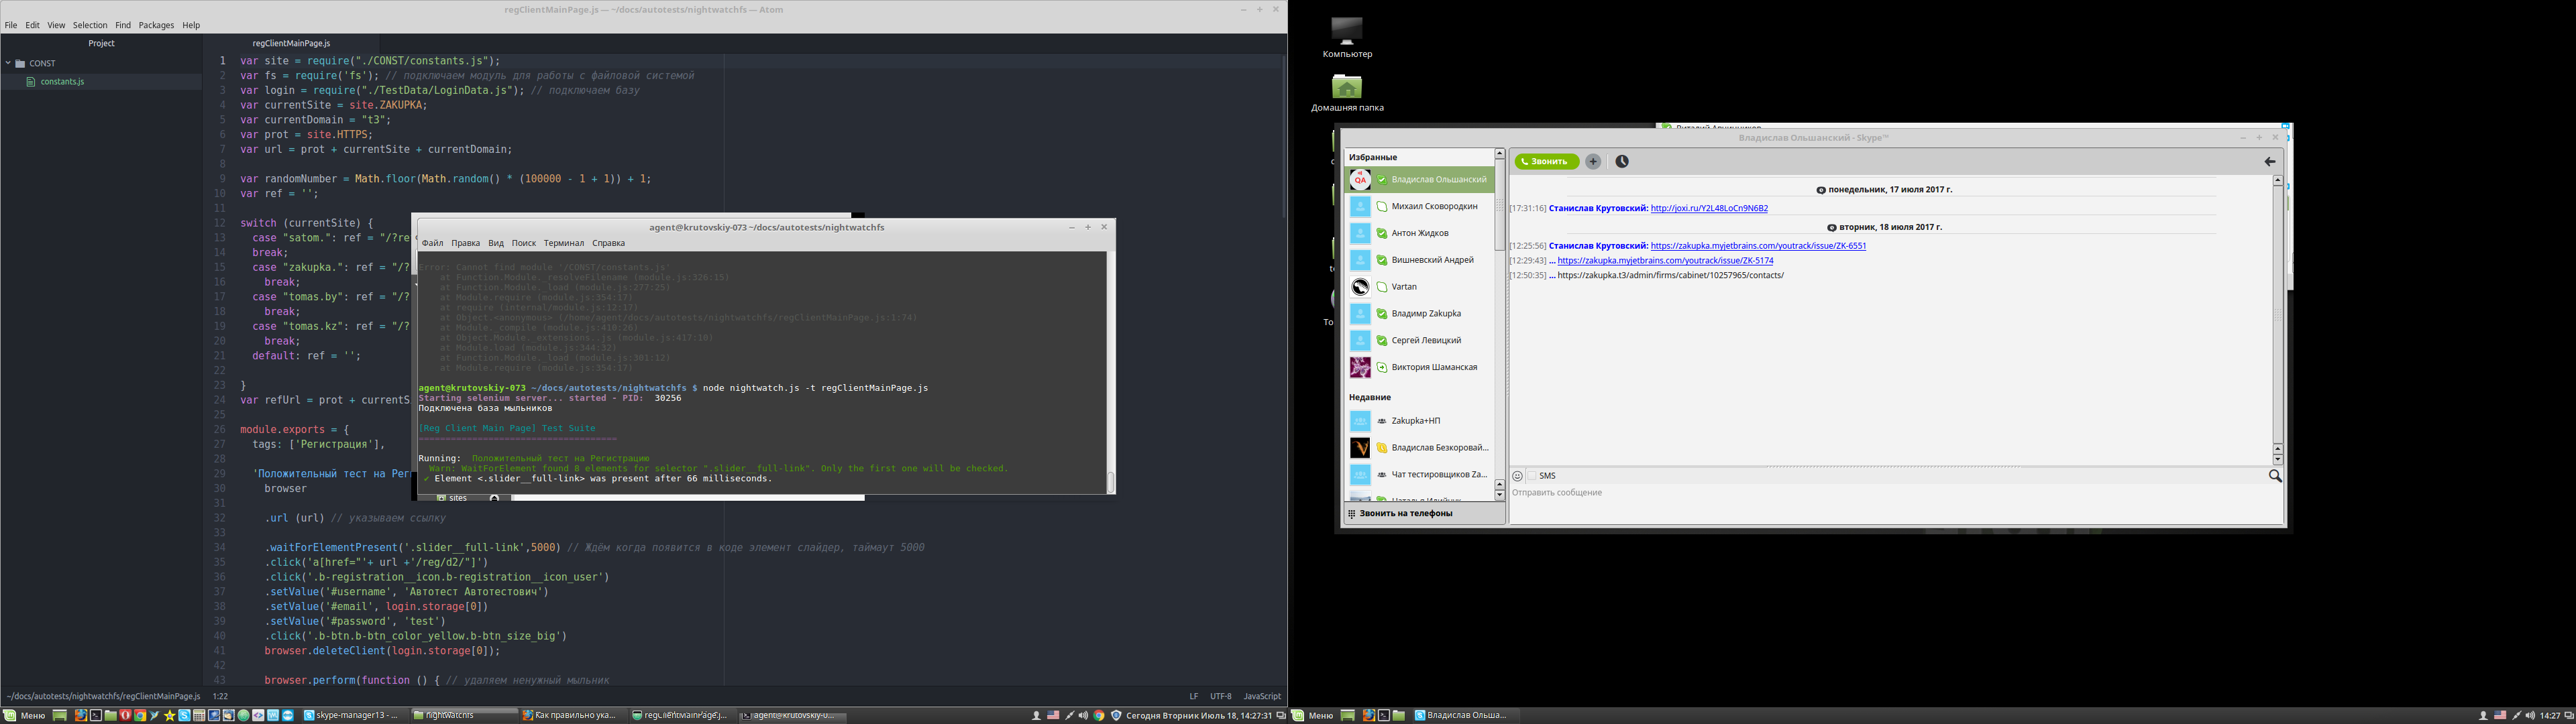 regClientMainPage.js — ~/docs/autotests/nightwatchfs — Atom
File Edit View Selection Find Packages Help
Project
CONST
constants.js
regClientMainPage.js
1 var site = require("./CONST/constants.js");
2 var fs = require('fs'); // подключаем модуль для работы с файловой системой
3 var login = require("./TestData/LoginData.js"); // подключаем базу
4 var currentSite = site.ZAKUPKA;
5 var currentDomain = "t3";
6 var prot = site.HTTPS;
7 var url = prot + currentSite + currentDomain;
8
9 var randomNumber = Math.floor(Math.random() * (100000 - 1 + 1)) + 1;
10 var ref = '';
11
12 switch (currentSite) {
13 case "satom.": ref = "/?re
14 break;
15 case "zakupka.": ref = "/?
16 break;
17 case "tomas.by": ref = "/?
18 break;
19 case "tomas.kz": ref = "/?
20 break;
21 default: ref = '';
22
23 }
24 var refUrl = prot + currentS
25
26 module.exports = {
27 tags: ['Регистрация'],
28
29 'Положительный тест на Рег
30 browser
31
32 .url (url) // указываем ссылку
33
34 .waitForElementPresent('.slider__full-link',5000) // Ждём когда появится в коде элемент слайдер, таймаут 5000
35 .click('a[href="'+ url +'/reg/d2/"]')
36 .click('.b-registration__icon.b-registration__icon_user')
37 .setValue('#username', 'Автотест Автотестович')
38 .setValue('#email', login.storage[0])
39 .setValue('#password', 'test')
40 .click('.b-btn.b-btn_color_yellow.b-btn_size_big')
41 browser.deleteClient(login.storage[0]);
42
43 browser.perform(function () { // удаляем ненужный мыльник
~/docs/autotests/nightwatchfs/regClientMainPage.js 1:22
LF UTF-8 JavaScript
agent@krutovskiy-073 ~/docs/autotests/nightwatchfs
Файл Правка Вид Поиск Терминал Справка
Error: Cannot find module '/CONST/constants.js'
at Function.Module._resolveFilename (module.js:326:15)
at Function.Module._load (module.js:277:25)
at Module.require (module.js:354:17)
at require (internal/module.js:12:17)
at Object.<anonymous> (/home/agent/docs/autotests/nightwatchfs/regClientMainPage.js:1:74)
at Module._compile (module.js:410:26)
at Object.Module._extensions..js (module.js:417:10)
at Module.load (module.js:344:32)
at Function.Module._load (module.js:301:12)
at Module.require (module.js:354:17)
agent@krutovskiy-073 ~/docs/autotests/nightwatchfs $ node nightwatch.js -t regClientMainPage.js
Starting selenium server... started - PID: 30256
Подключена база мыльников
[Reg Client Main Page] Test Suite
==================================
Running: Положительный тест на Регистрацию
Warn: WaitForElement found 8 elements for selector ".slider__full-link". Only the first one will be checked.
✓ Element <.slider__full-link> was present after 66 milliseconds.
sites
Компьютер
Домашняя папка
Владислав Ольшанский - Skype™
Избранные
Владислав Ольшанский
Михаил Сковородкин
Антон Жидков
Вишневский Андрей
Vartan
Владимр Zakupka
Сергей Левицкий
Виктория Шаманская
Недавние
Zakupka+НП
Владислав Безкоровай...
Чат тестировщиков Za...
Звонить на телефоны
Звонить
понедельник, 17 июля 2017 г.
[17:31:16] Станислав Крутовский: http://joxi.ru/Y2L48LoCn9N6B2
вторник, 18 июля 2017 г.
[12:25:56] Станислав Крутовский: https://zakupka.myjetbrains.com/youtrack/issue/ZK-6551
[12:29:43] ... https://zakupka.myjetbrains.com/youtrack/issue/ZK-5174
[12:50:35] ... https://zakupka.t3/admin/firms/cabinet/10257965/contacts/
SMS
Отправить сообщение
Меню
skype-manager13 - ...
nightwatchfs
Как правильно ука...
regClientMainPage.j...
agent@krutovskiy-0...
Сегодня Вторник Июль 18, 14:27:31
Меню
Владислав Ольша...
14:27